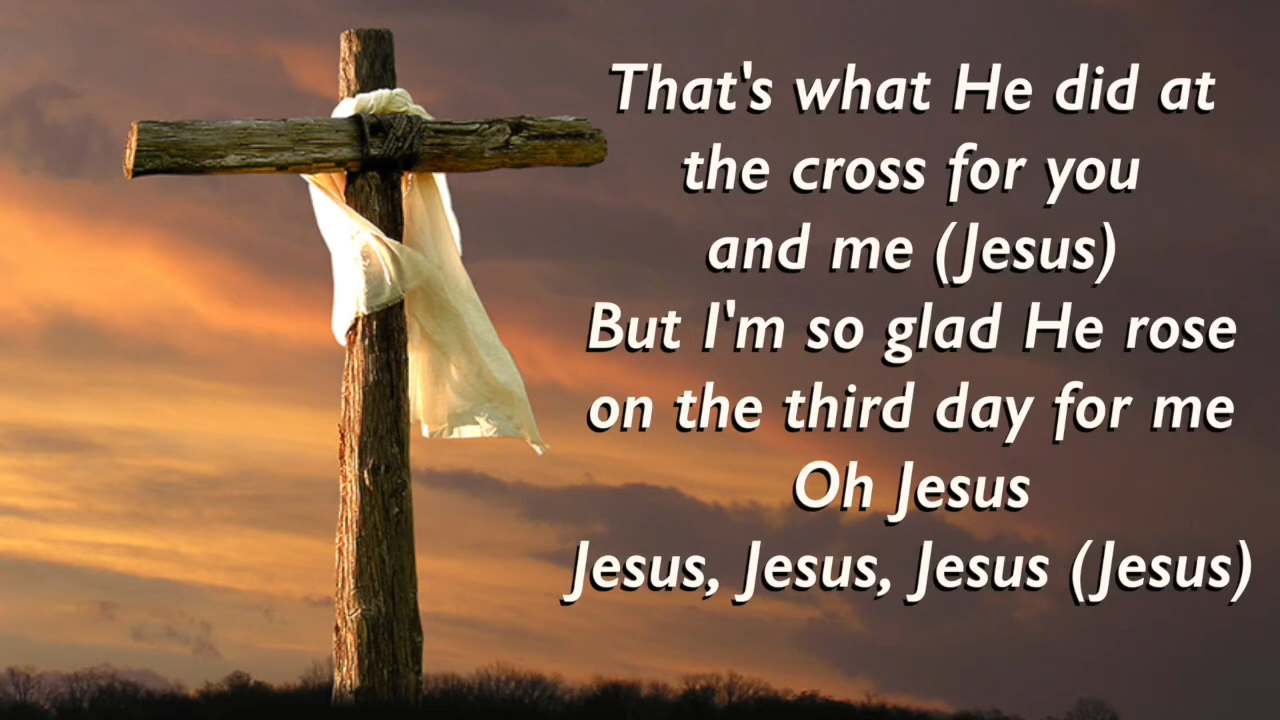 That's what He did at
the cross for you
and me (Jesus)
But I'm so glad He rose
on the third day for me
Oh Jesus
Jesus, Jesus, Jesus (Jesus)